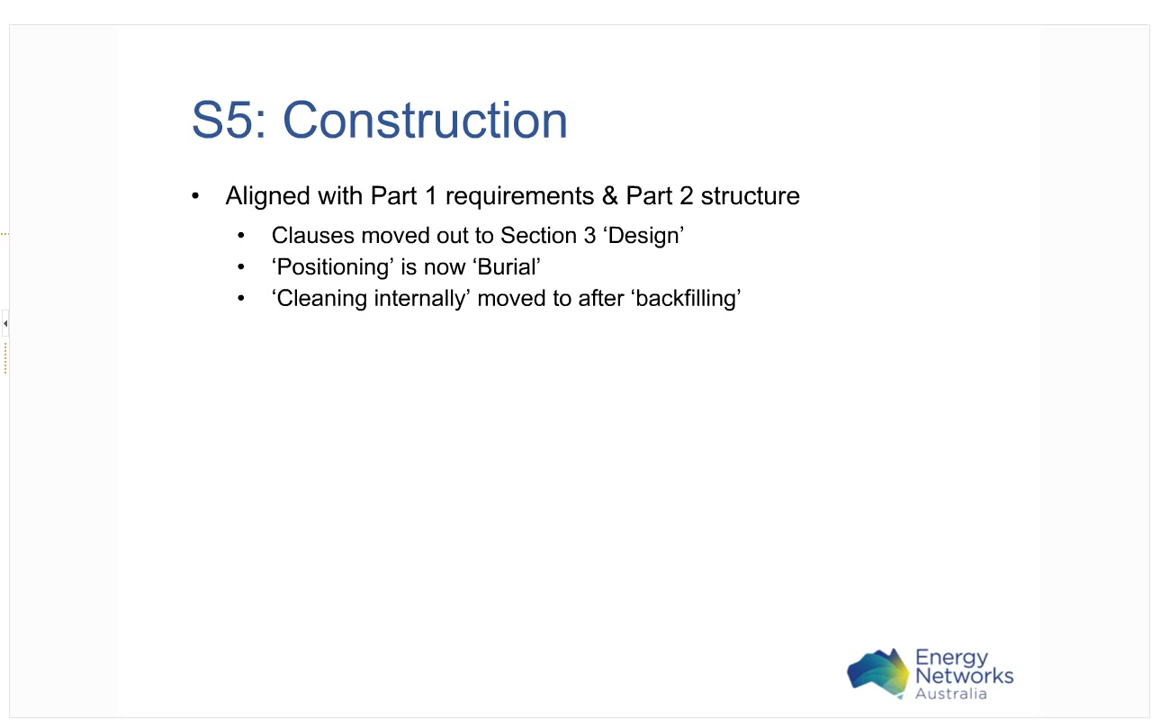 S5: Construction
• Aligned with Part 1 requirements & Part 2 structure
• Clauses moved out to Section 3 ‘Design’
• ‘Positioning’ is now ‘Burial’
• ‘Cleaning internally’ moved to after ‘backfilling’
Energy
Networks
Australia